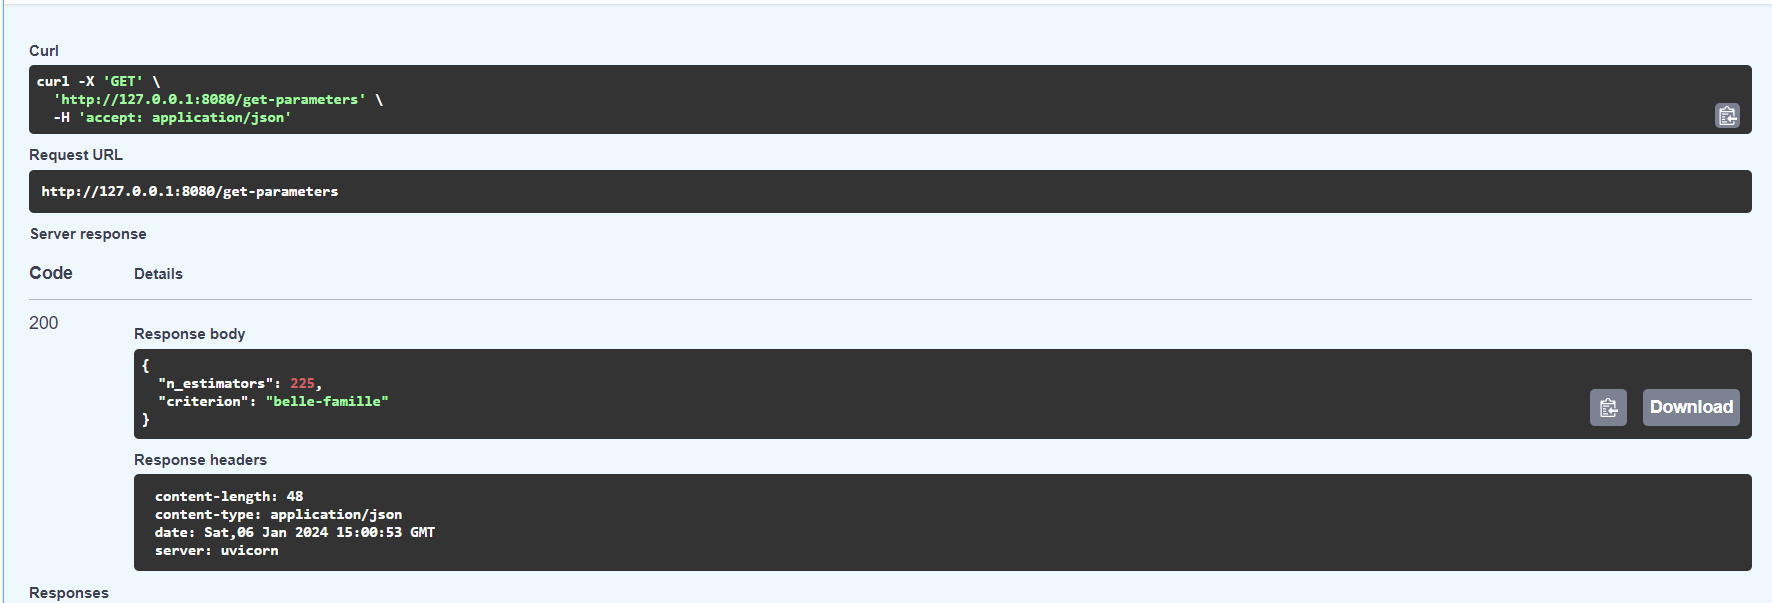 Curl
curl -X 'GET' \
  'http://127.0.0.1:8080/get-parameters' \
  -H 'accept: application/json'
Request URL
http://127.0.0.1:8080/get-parameters
Server response
Code Details
200
Response body
{
  "n_estimators": 225,
  "criterion": "belle-famille"
}
Download
Response headers
content-length: 48
content-type: application/json
date: Sat,06 Jan 2024 15:00:53 GMT
server: uvicorn
Responses